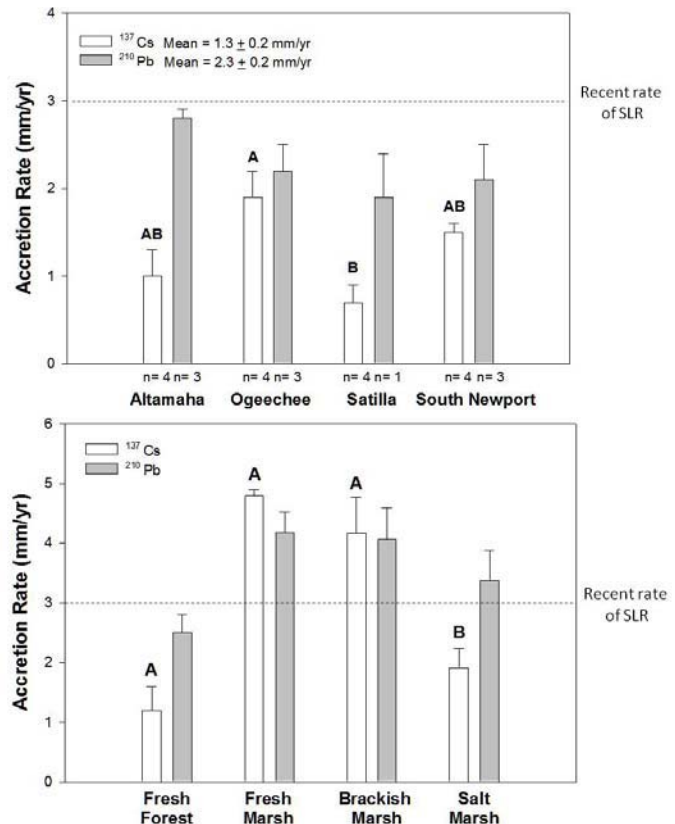 4
3
2
1
0
Accretion Rate (mm/yr)
137Cs Mean = 1.3 ± 0.2 mm/yr
210Pb Mean = 2.3 ± 0.2 mm/yr
Recent rate
of SLR
AB
A
B
AB
n= 4 n= 3
n= 4 n= 3
n= 4 n= 1
n= 4 n= 3
Altamaha
Ogeechee
Satilla
South Newport
6
5
4
3
2
1
0
Accretion Rate (mm/yr)
137Cs
210Pb
Recent rate
of SLR
A
A
A
B
Fresh
Forest
Fresh
Marsh
Brackish
Marsh
Salt
Marsh